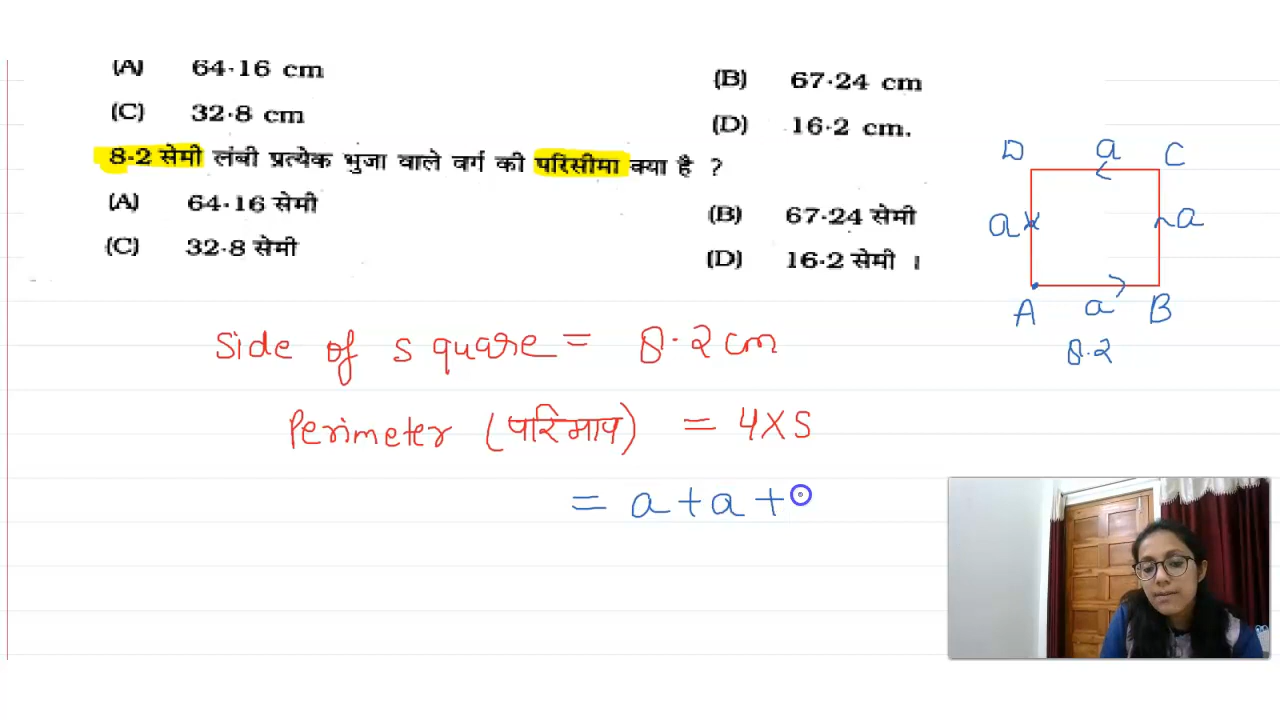 (A) 64·16 cm
(B) 67·24 cm
(C) 32·8 cm
(D) 16·2 cm.
8·2 सेमी लंबी प्रत्येक भुजा वाले वर्ग की परिसीमा क्या है ?
(A) 64·16 सेमी
(B) 67·24 सेमी
(C) 32·8 सेमी
(D) 16·2 सेमी ।
D a C
a a
A a B
8·2
Side of square = 8·2 cm
Perimeter (परिमाप) = 4×S
= a + a +